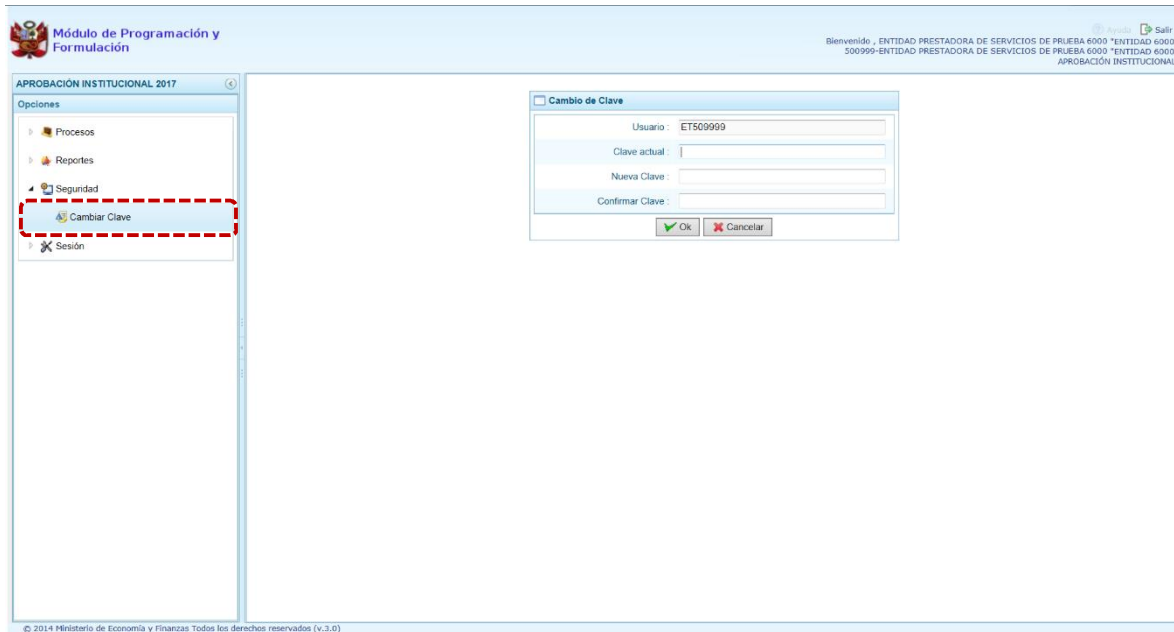 Módulo de Programación y
Formulación
Ayuda Salir
Bienvenido , ENTIDAD PRESTADORA DE SERVICIOS DE PRUEBA 6000 "ENTIDAD 6000
500999-ENTIDAD PRESTADORA DE SERVICIOS DE PRUEBA 6000 "ENTIDAD 6000
APROBACIÓN INSTITUCIONAL
APROBACIÓN INSTITUCIONAL 2017
Opciones
Procesos
Reportes
Seguridad
Cambiar Clave
Sesión
Cambio de Clave
Usuario : ET509999
Clave actual :
Nueva Clave :
Confirmar Clave :
Ok Cancelar
© 2014 Ministerio de Economía y Finanzas Todos los derechos reservados (v.3.0)